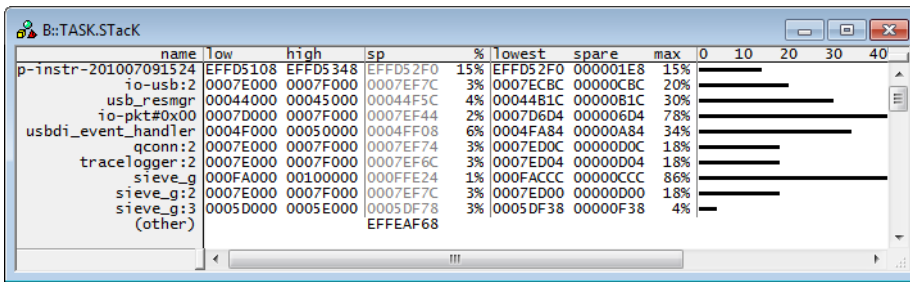 B::TASK.STacK
name low high sp % lowest spare max 0 10 20 30 40
p-instr-201007091524 EFFD5108 EFFD5348 EFFD52F0 15% EFFD52F0 000001E8 15%
io-usb:2 0007E000 0007F000 0007EF7C 3% 0007ECBC 00000CBC 20%
usb_resmgr 00044000 00045000 00044F5C 4% 00044B1C 00000B1C 30%
io-pkt#0x00 0007D000 0007F000 0007EF44 2% 0007D6D4 000006D4 78%
usbdi_event_handler 0004F000 00050000 0004FF08 6% 0004FA84 00000A84 34%
qconn:2 0007E000 0007F000 0007EF74 3% 0007ED0C 00000D0C 18%
tracelogger:2 0007E000 0007F000 0007EF6C 3% 0007ED04 00000D04 18%
sieve_g 000FA000 00100000 000FFE24 1% 000FACCC 00000CCC 86%
sieve_g:2 0007E000 0007F000 0007EF7C 3% 0007ED00 00000D00 18%
sieve_g:3 0005D000 0005E000 0005DF78 3% 0005DF38 00000F38 4%
(other) EFFEAF68